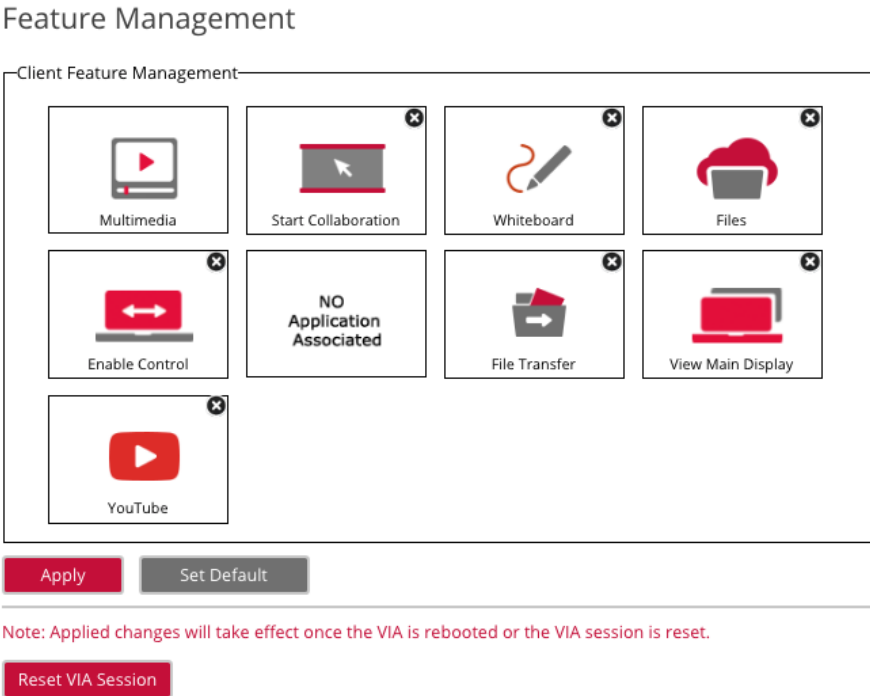 Feature Management
Client Feature Management
Multimedia
Start Collaboration
Whiteboard
Files
Enable Control
NO
Application
Associated
File Transfer
View Main Display
YouTube
Apply
Set Default
Note: Applied changes will take effect once the VIA is rebooted or the VIA session is reset.
Reset VIA Session